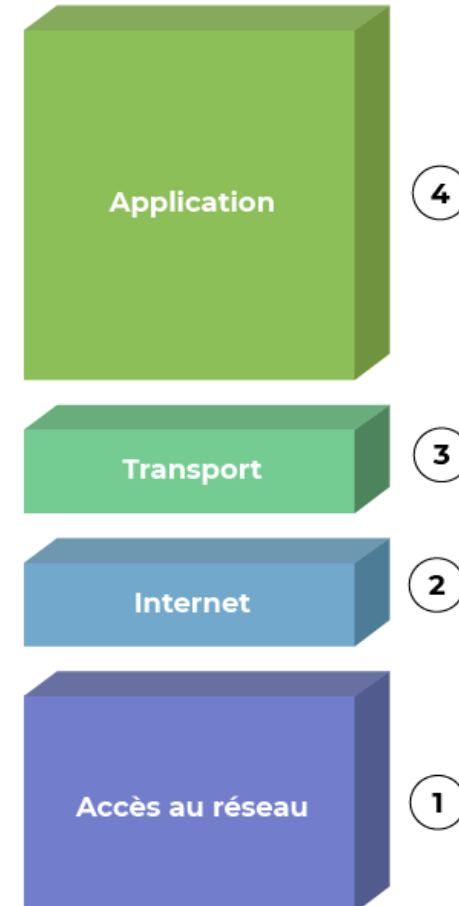 Application
4
Transport
3
Internet
2
Accès au réseau
1